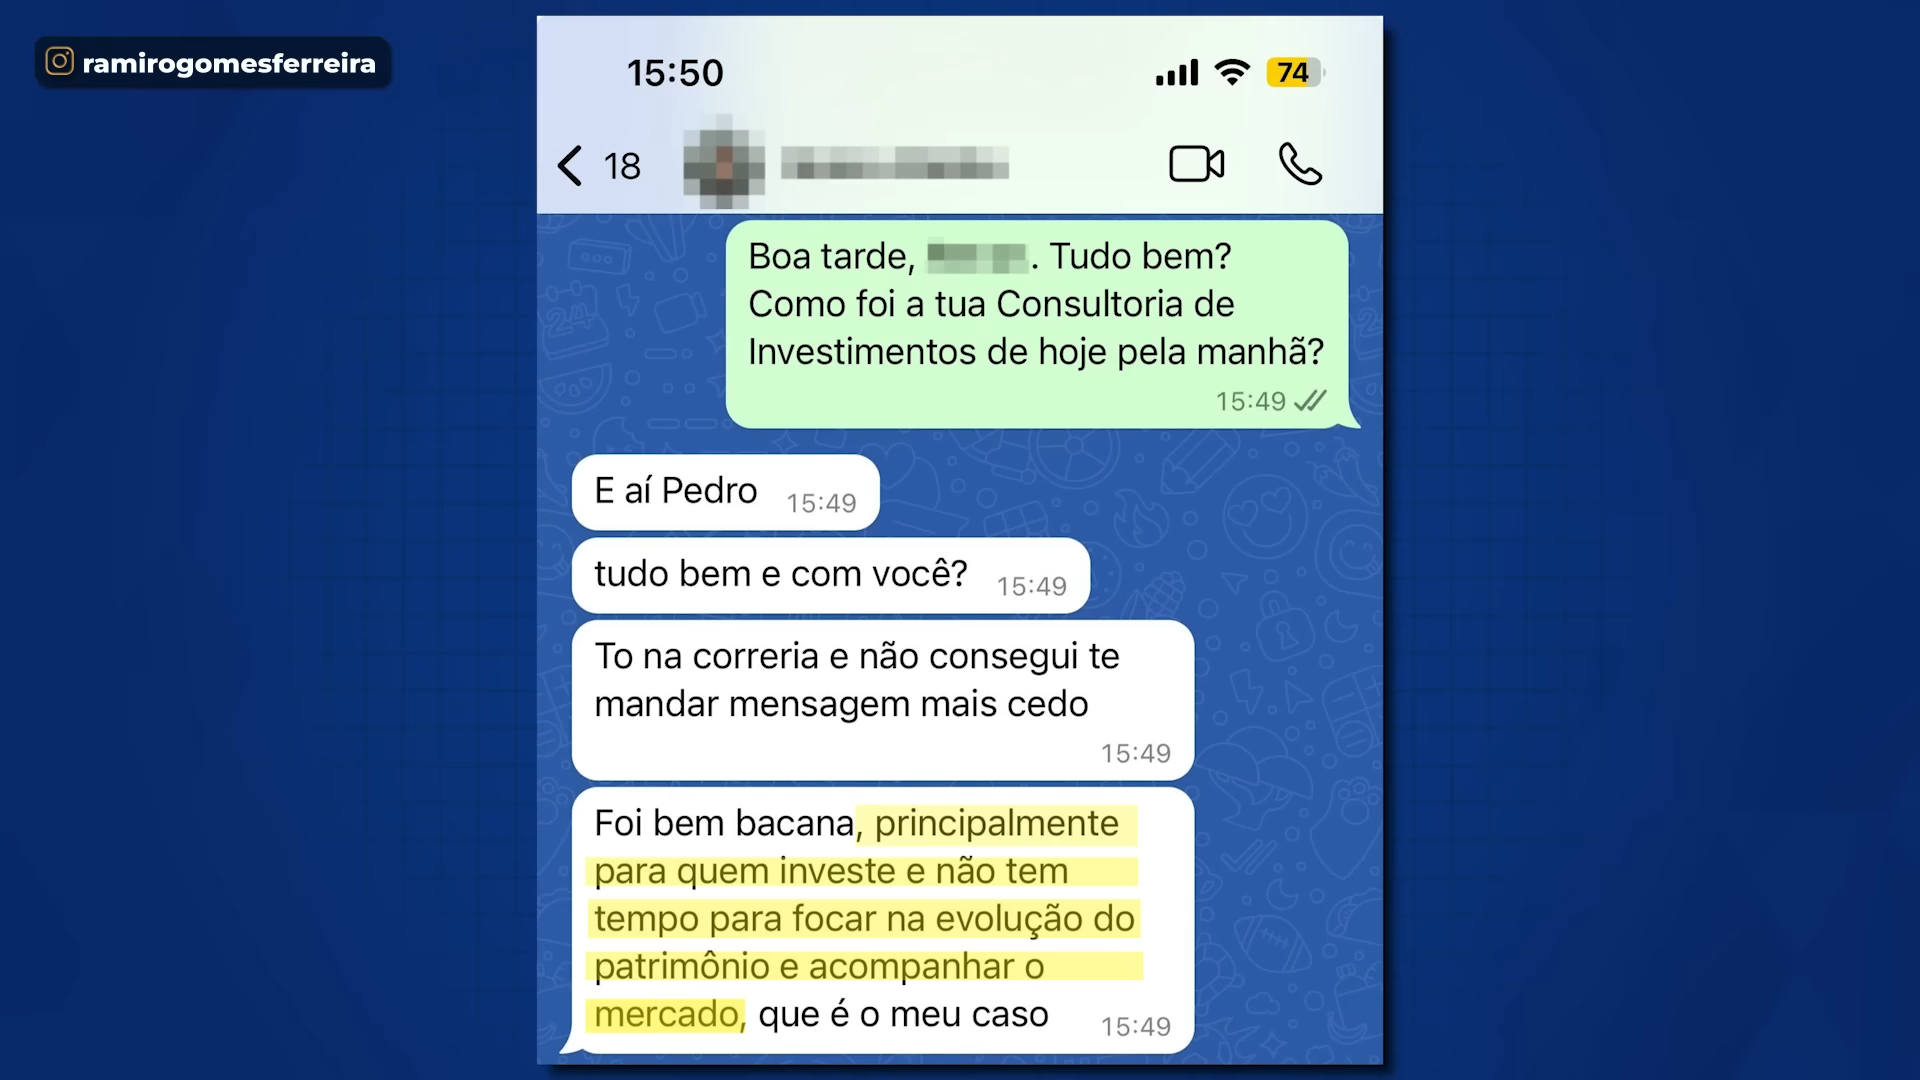 ramirogomesferreira
15:50
74
18
Boa tarde, . Tudo bem?
Como foi a tua Consultoria de
Investimentos de hoje pela manhã?
15:49
E aí Pedro 15:49
tudo bem e com você? 15:49
To na correria e não consegui te
mandar mensagem mais cedo
15:49
Foi bem bacana, principalmente
para quem investe e não tem
tempo para focar na evolução do
patrimônio e acompanhar o
mercado, que é o meu caso 15:49